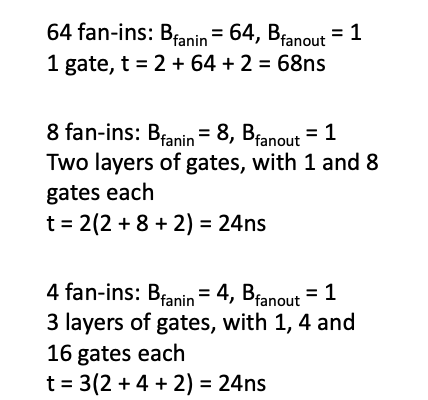 64 fan-ins: Bfanin = 64, Bfanout = 1
1 gate, t = 2 + 64 + 2 = 68ns
8 fan-ins: Bfanin = 8, Bfanout = 1
Two layers of gates, with 1 and 8
gates each
t = 2(2 + 8 + 2) = 24ns
4 fan-ins: Bfanin = 4, Bfanout = 1
3 layers of gates, with 1, 4 and
16 gates each
t = 3(2 + 4 + 2) = 24ns